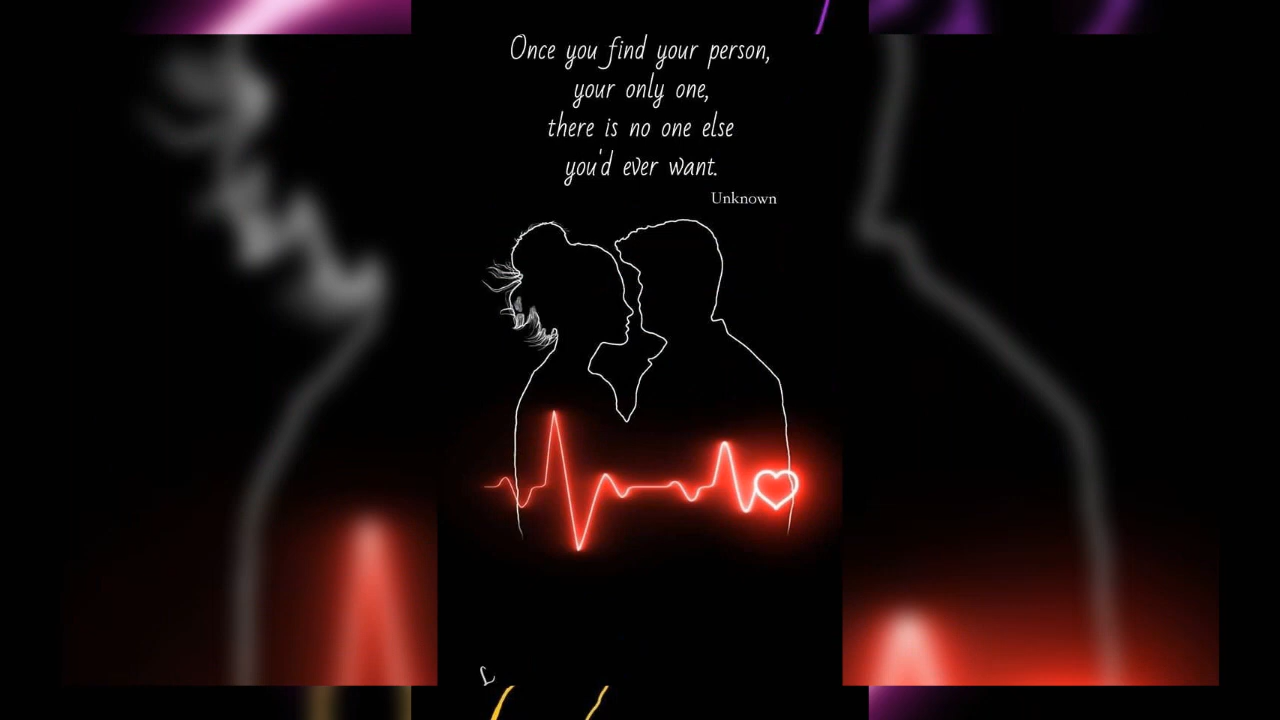 Once you find your person,
your only one,
there is no one else
you'd ever want.
Unknown